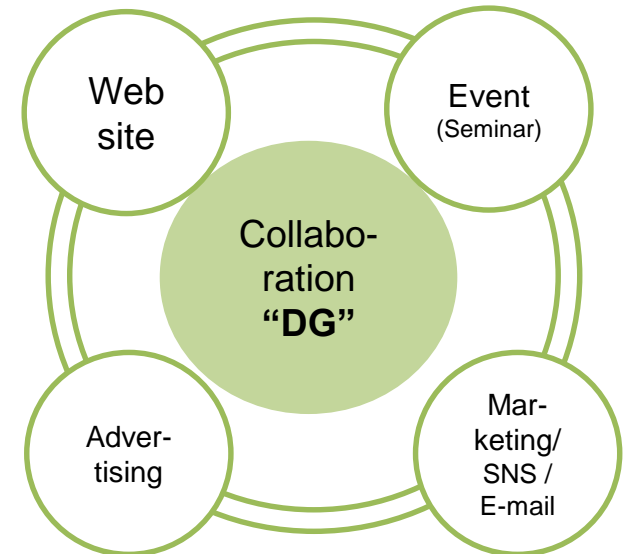 Web
site
Event
(Seminar)
Collabo-
ration
“DG”
Adver-
tising
Mar-
keting/
SNS /
E-mail